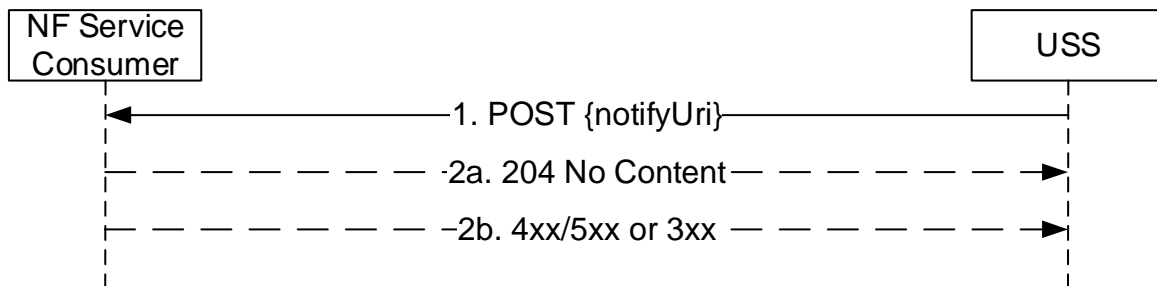 NF Service
Consumer
USS
1. POST {notifyUri}
2a. 204 No Content
2b. 4xx/5xx or 3xx